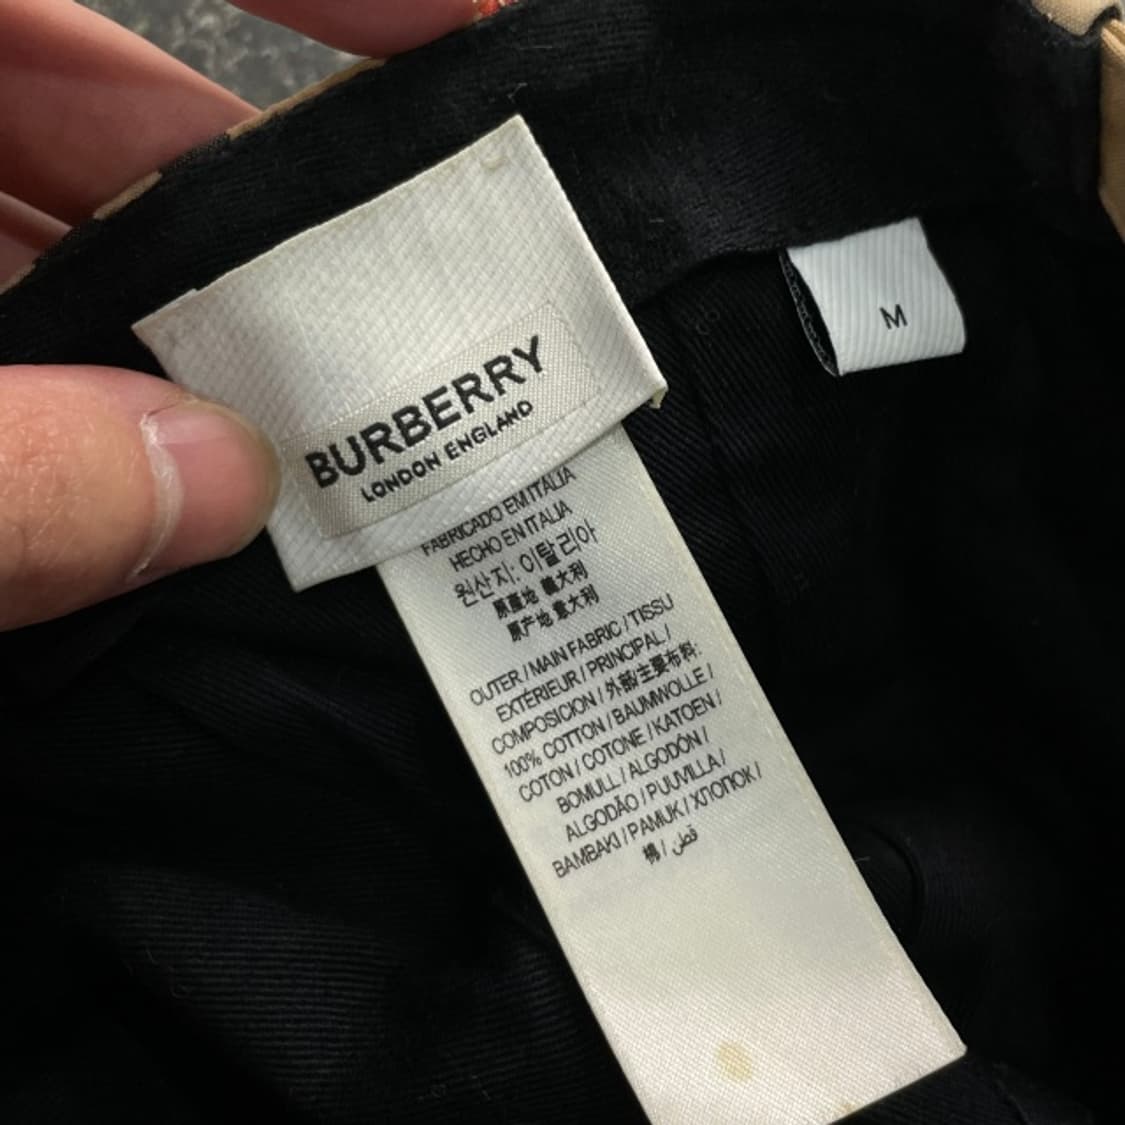 BURBERRY
LONDON ENGLAND
M
FABRICADO EM ITALIA
HECHO EN ITALIA
원산지: 이탈리아
原產地 義大利
原产地 意大利
OUTER / MAIN FABRIC / TISSU
EXTÉRIEUR / PRINCIPAL /
COMPOSICION / 外部/主要布料:
100% COTTON / BAUMWOLLE /
COTON / COTONE / KATOEN /
BOMULL / ALGODÓN /
ALGODÃO / PUUVILLA /
BAMBAKI / PAMUK / ХЛОПОК /
棉 / قطن